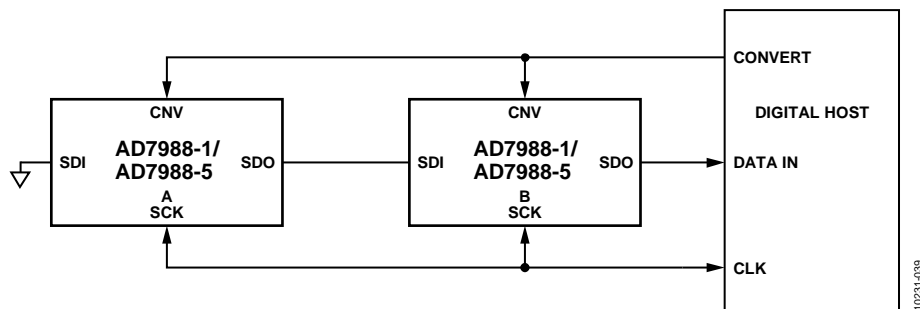 CONVERT
CNV
CNV
DIGITAL HOST
AD7988-1/
AD7988-5
AD7988-1/
AD7988-5
SDI
SDO
SDI
SDO
DATA IN
A
SCK
B
SCK
CLK
10231-039